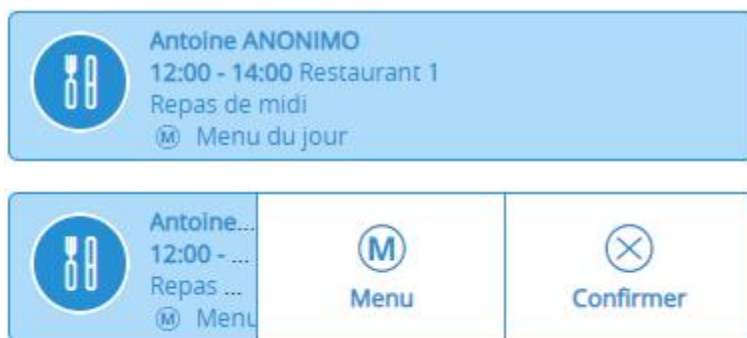 Antoine ANONIMO
12:00 - 14:00 Restaurant 1
Repas de midi
M Menu du jour
Antoine...
12:00 - ...
Repas ...
M Menu
M
Menu
Confirmer